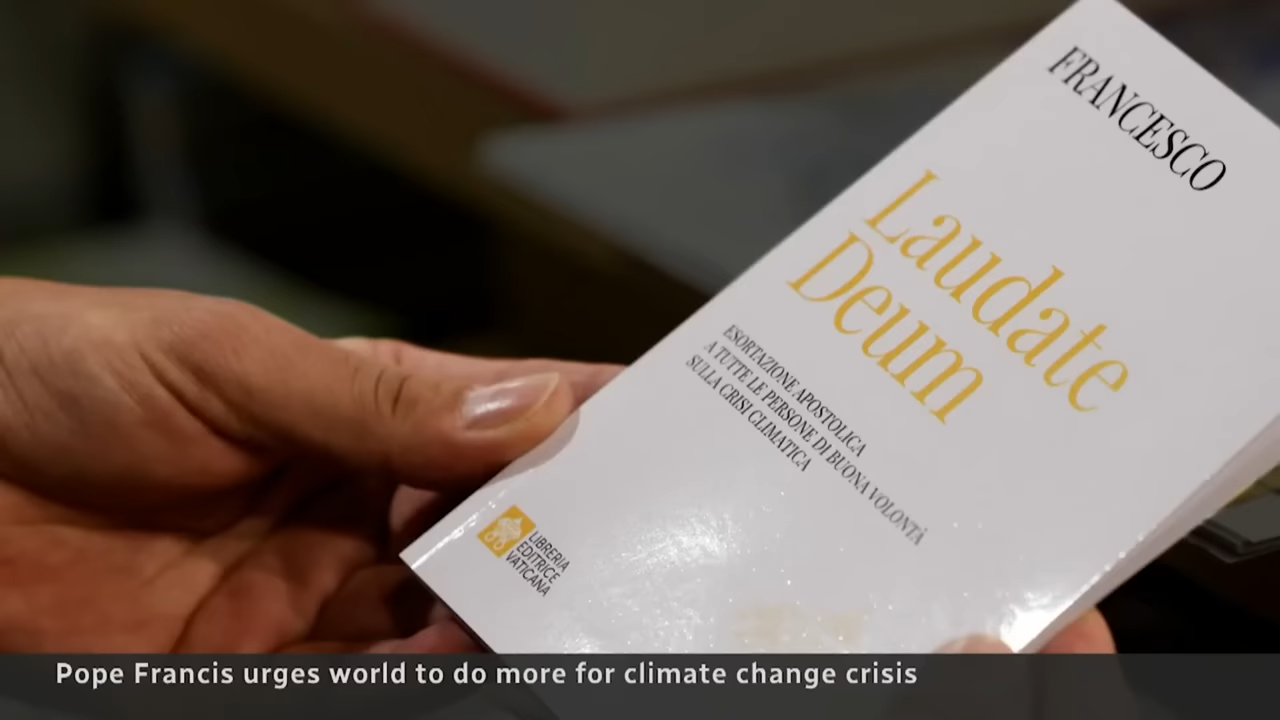 FRANCESCO
Laudate
Deum
ESORTAZIONE APOSTOLICA
A TUTTE LE PERSONE DI BUONA VOLONTÀ
SULLA CRISI CLIMATICA
LIBRERIA
EDITRICE
VATICANA
Pope Francis urges world to do more for climate change crisis